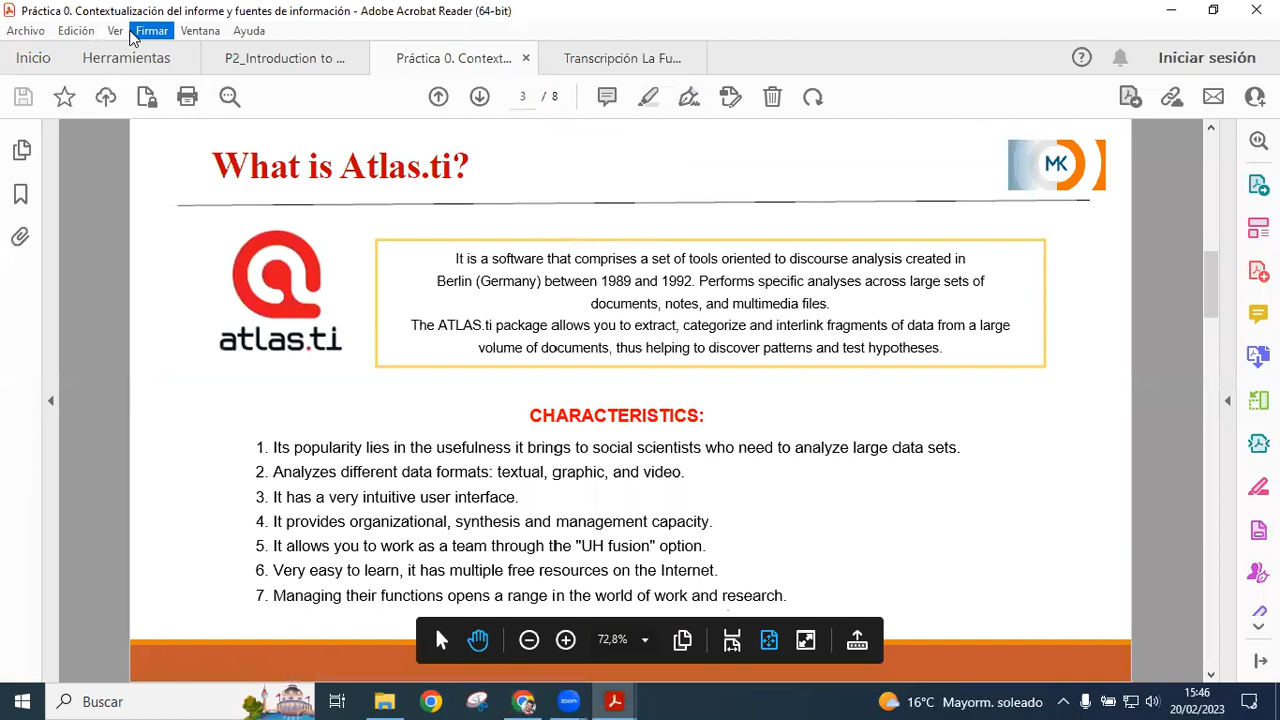 Práctica 0. Contextualización del informe y fuentes de información - Adobe Acrobat Reader (64-bit)
Archivo Edición Ver Firmar Ventana Ayuda
Inicio Herramientas P2_Introduction to ... Práctica 0. Context... Transcripción La Fu... Iniciar sesión
3 / 8
What is Atlas.ti?
MK
It is a software that comprises a set of tools oriented to discourse analysis created in
Berlin (Germany) between 1989 and 1992. Performs specific analyses across large sets of
documents, notes, and multimedia files.
The ATLAS.ti package allows you to extract, categorize and interlink fragments of data from a large
volume of documents, thus helping to discover patterns and test hypotheses.
atlas.ti
CHARACTERISTICS:
1. Its popularity lies in the usefulness it brings to social scientists who need to analyze large data sets.
2. Analyzes different data formats: textual, graphic, and video.
3. It has a very intuitive user interface.
4. It provides organizational, synthesis and management capacity.
5. It allows you to work as a team through the "UH fusion" option.
6. Very easy to learn, it has multiple free resources on the Internet.
7. Managing their functions opens a range in the world of work and research.
72,8%
Buscar
zoom
16°C Mayorm. soleado
15:46
20/02/2023